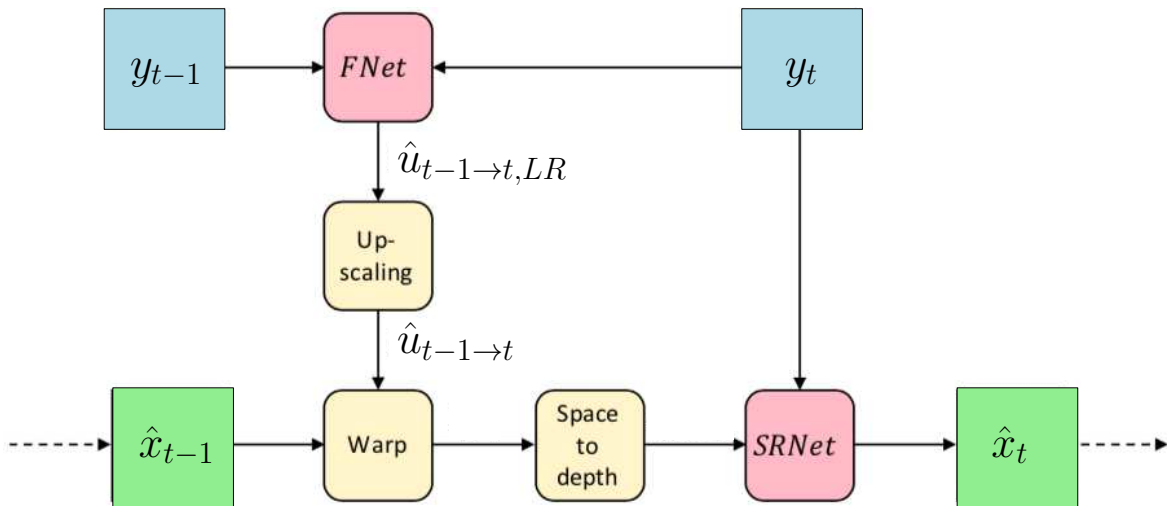 y_{t−1}
FNet
y_t
û_{t−1→t,LR}
Up-
scaling
û_{t−1→t}
x̂_{t−1}
Warp
Space
to
depth
SRNet
x̂_t